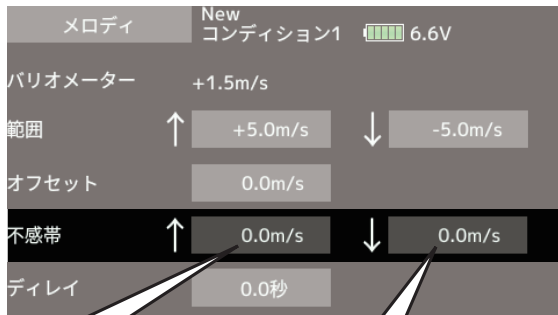 メロディ
New
コンディション1 6.6V
バリオメーター +1.5m/s
範囲 ↑ +5.0m/s ↓ -5.0m/s
オフセット 0.0m/s
不感帯 ↑ 0.0m/s ↓ 0.0m/s
ディレイ 0.0秒